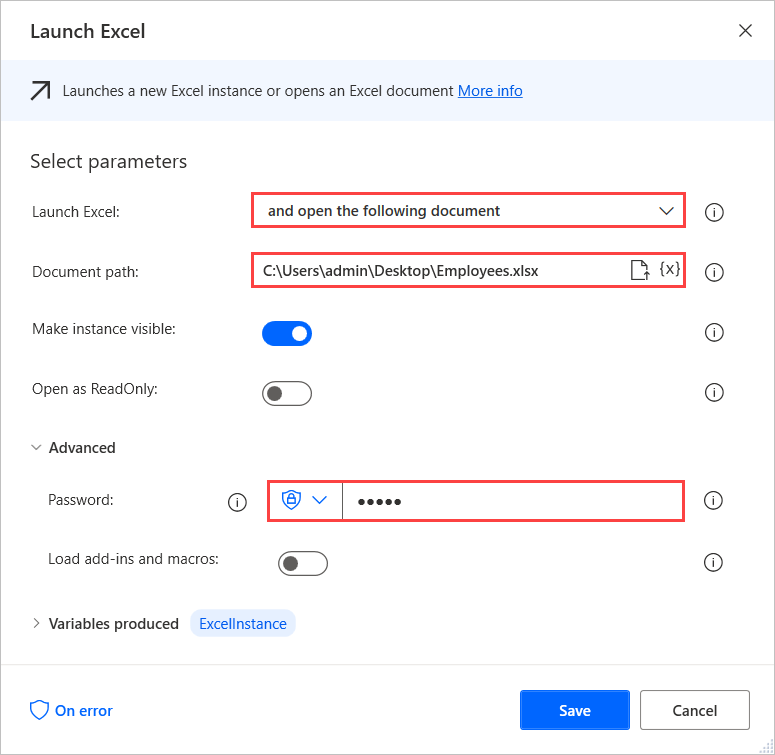 Launch Excel
Launches a new Excel instance or opens an Excel document More info
Select parameters
Launch Excel: and open the following document
Document path: C:\Users\admin\Desktop\Employees.xlsx {x}
Make instance visible:
Open as ReadOnly:
Advanced
Password: •••••
Load add-ins and macros:
Variables produced ExcelInstance
On error Save Cancel